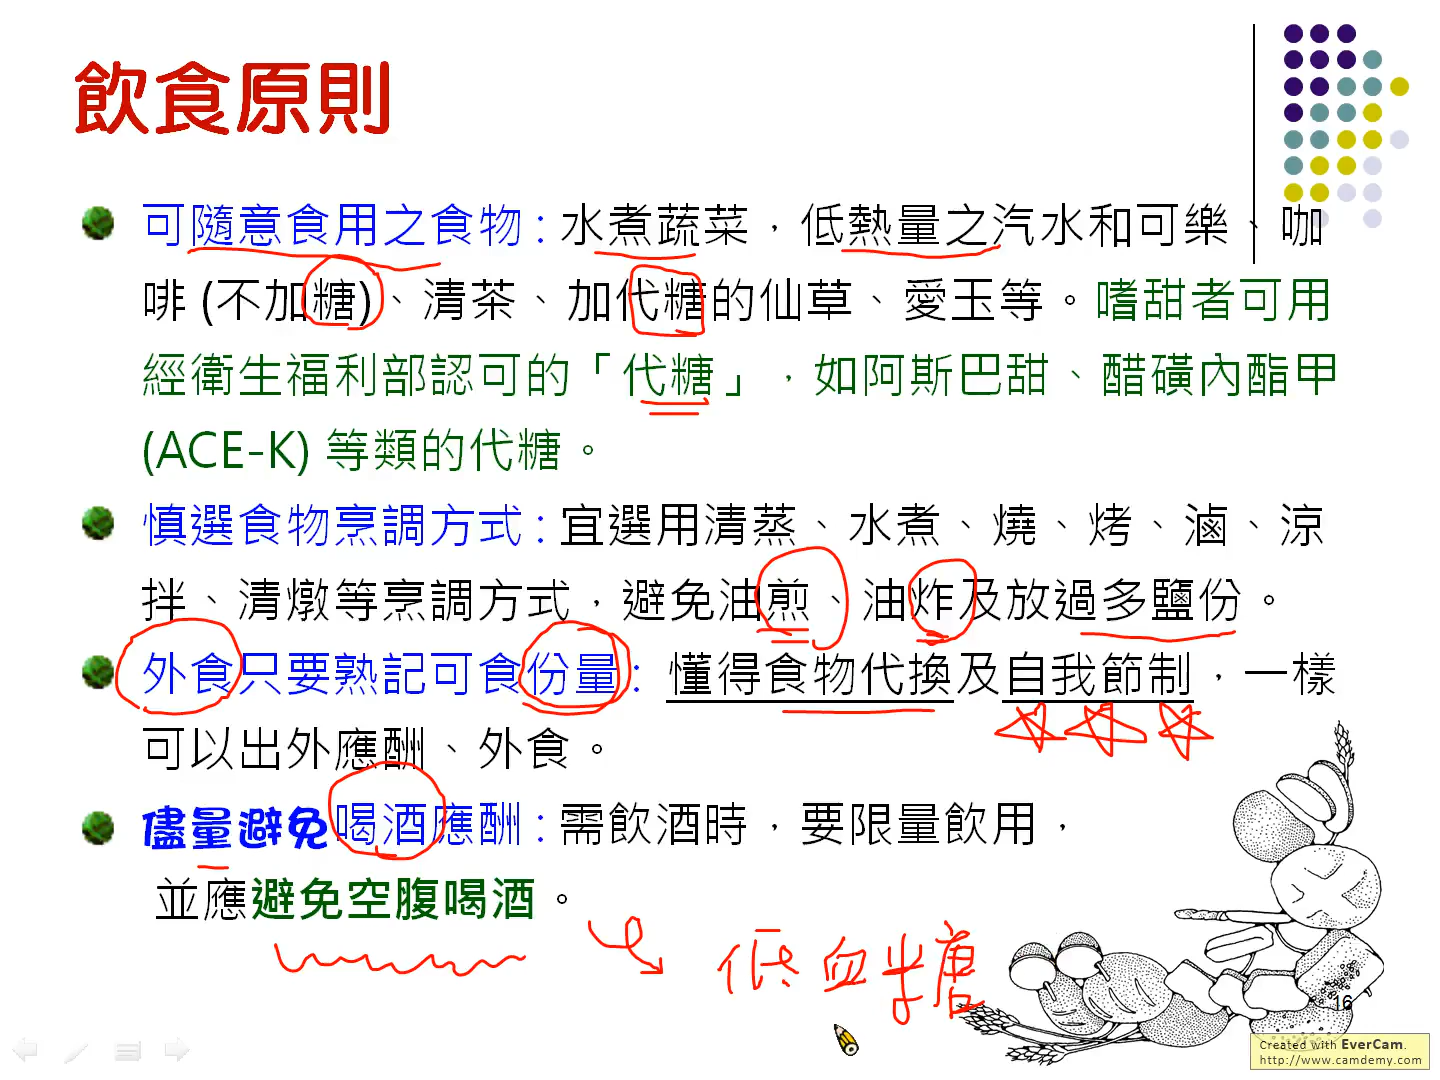 飲食原則
可隨意食用之食物：水煮蔬菜，低熱量之汽水和可樂、咖
啡 (不加糖)、清茶、加代糖的仙草、愛玉等。嗜甜者可用
經衛生福利部認可的「代糖」，如阿斯巴甜、醋磺內酯甲
(ACE-K) 等類的代糖。
慎選食物烹調方式：宜選用清蒸、水煮、燒、烤、滷、涼
拌、清燉等烹調方式，避免油煎、油炸及放過多鹽份。
外食只要熟記可食份量：懂得食物代換及自我節制，一樣
可以出外應酬、外食。
儘量避免喝酒應酬：需飲酒時，要限量飲用，
並應避免空腹喝酒。
低血糖
16
Created with EverCam.
http://www.camdemy.com